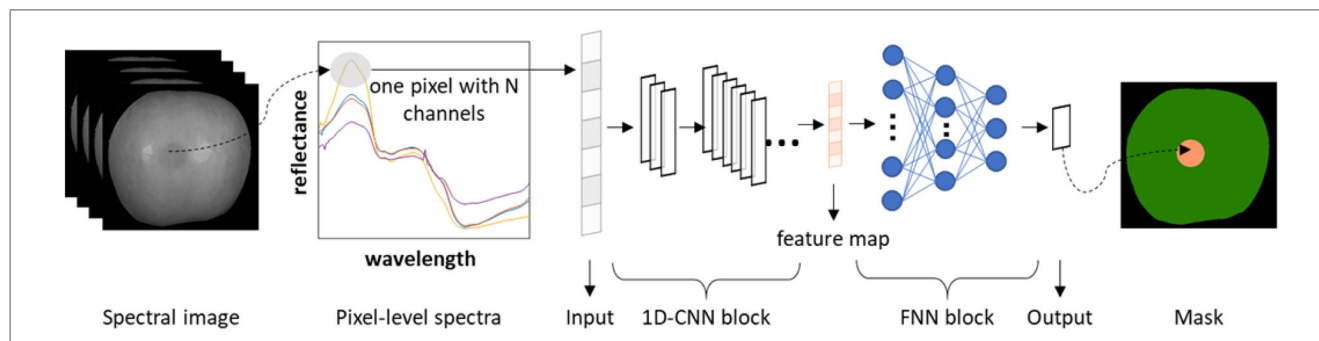 one pixel with N
channels
reflectance
wavelength
feature map
Spectral image
Pixel-level spectra
Input
1D-CNN block
FNN block
Output
Mask